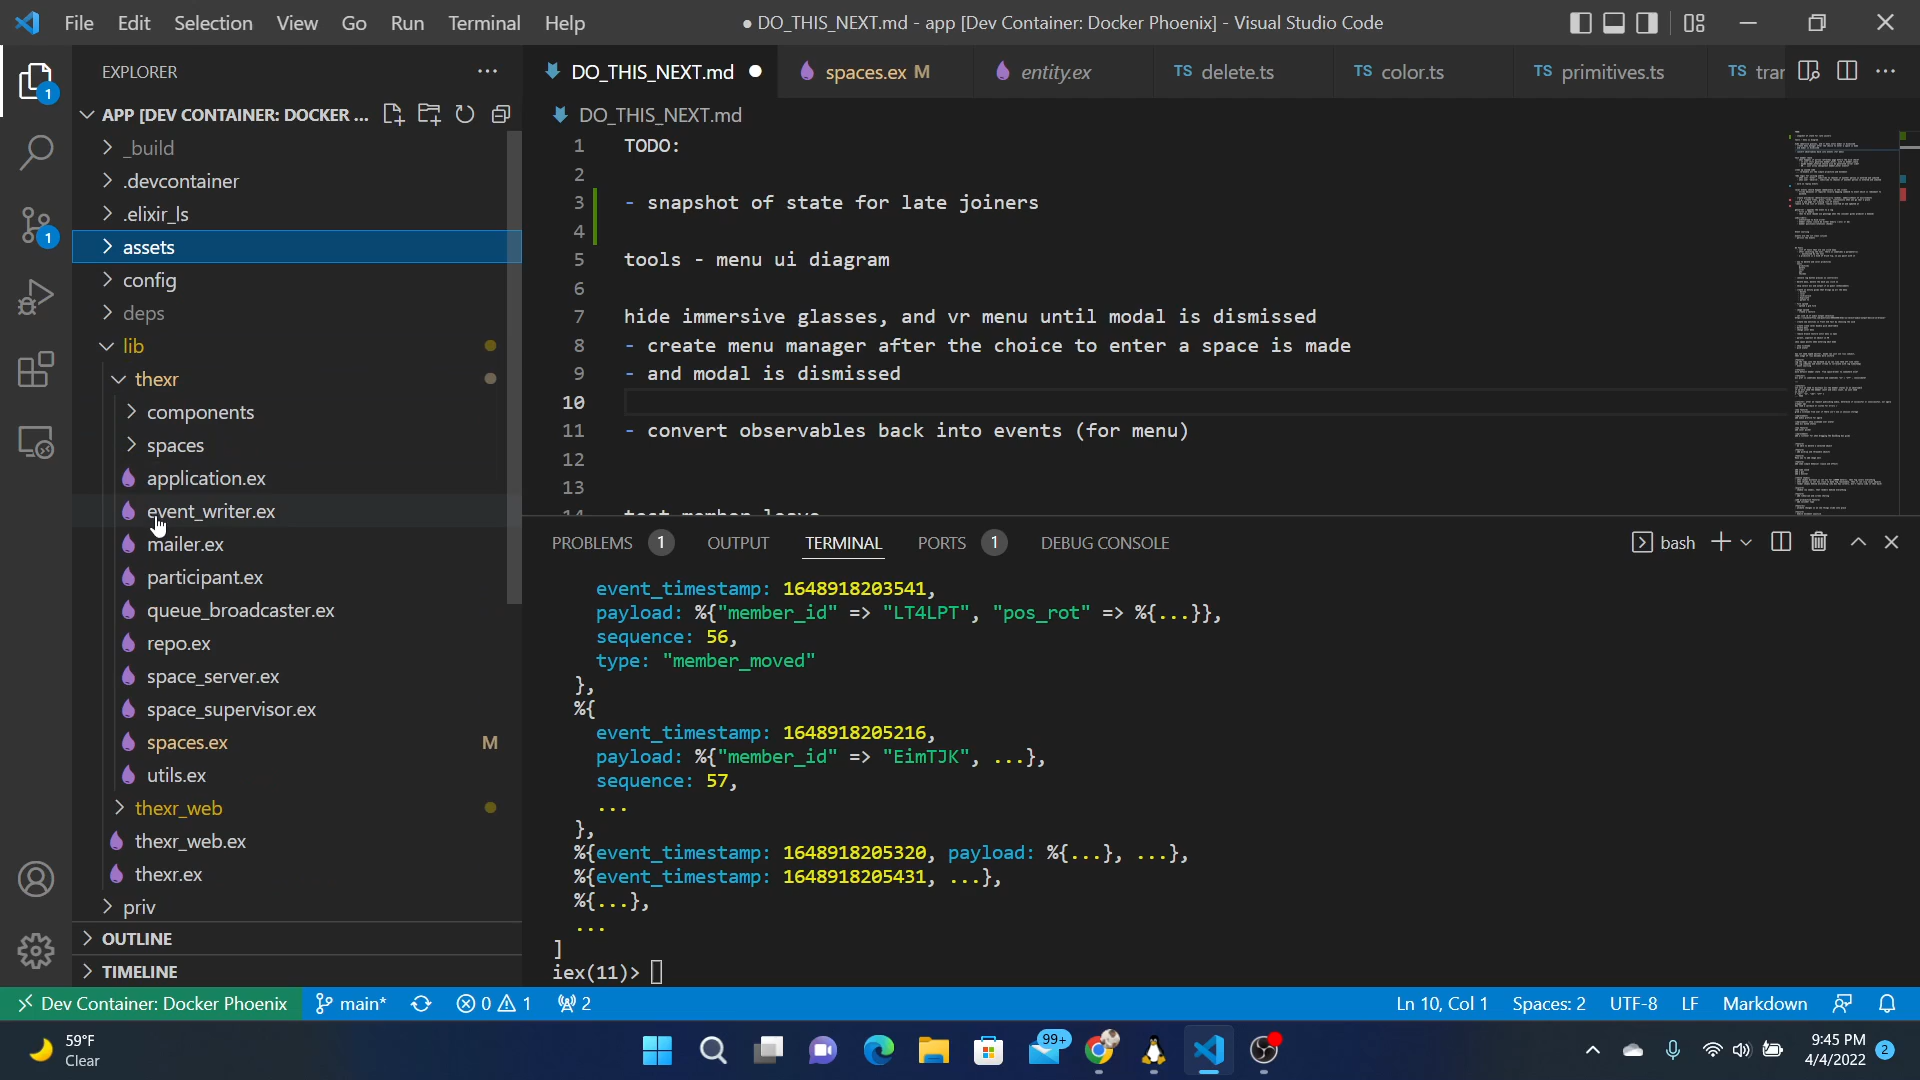 File Edit Selection View Go Run Terminal Help
● DO_THIS_NEXT.md - app [Dev Container: Docker Phoenix] - Visual Studio Code
EXPLORER
APP [DEV CONTAINER: DOCKER ...
_build
.devcontainer
.elixir_ls
assets
config
deps
lib
thexr
components
spaces
application.ex
event_writer.ex
mailer.ex
participant.ex
queue_broadcaster.ex
repo.ex
space_server.ex
space_supervisor.ex
spaces.ex M
utils.ex
thexr_web
thexr_web.ex
thexr.ex
priv
OUTLINE
TIMELINE
1
1
DO_THIS_NEXT.md ● spaces.ex M entity.ex TS delete.ts TS color.ts TS primitives.ts TS trar
DO_THIS_NEXT.md
1 TODO:
2
3 - snapshot of state for late joiners
4
5 tools - menu ui diagram
6
7 hide immersive glasses, and vr menu until modal is dismissed
8 - create menu manager after the choice to enter a space is made
9 - and modal is dismissed
10
11 - convert observables back into events (for menu)
12
13
14 test member leave
PROBLEMS 1 OUTPUT TERMINAL PORTS 1 DEBUG CONSOLE
bash
event_timestamp: 1648918203541,
payload: %{"member_id" => "LT4LPT", "pos_rot" => %{...}},
sequence: 56,
type: "member_moved"
},
%{
event_timestamp: 1648918205216,
payload: %{"member_id" => "EimTJK", ...},
sequence: 57,
...
},
%{event_timestamp: 1648918205320, payload: %{...}, ...},
%{event_timestamp: 1648918205431, ...},
%{...},
...
]
iex(11)>
Dev Container: Docker Phoenix main* 0 1 2
Ln 10, Col 1 Spaces: 2 UTF-8 LF Markdown
59°F
Clear
99+
9:45 PM
4/4/2022
2